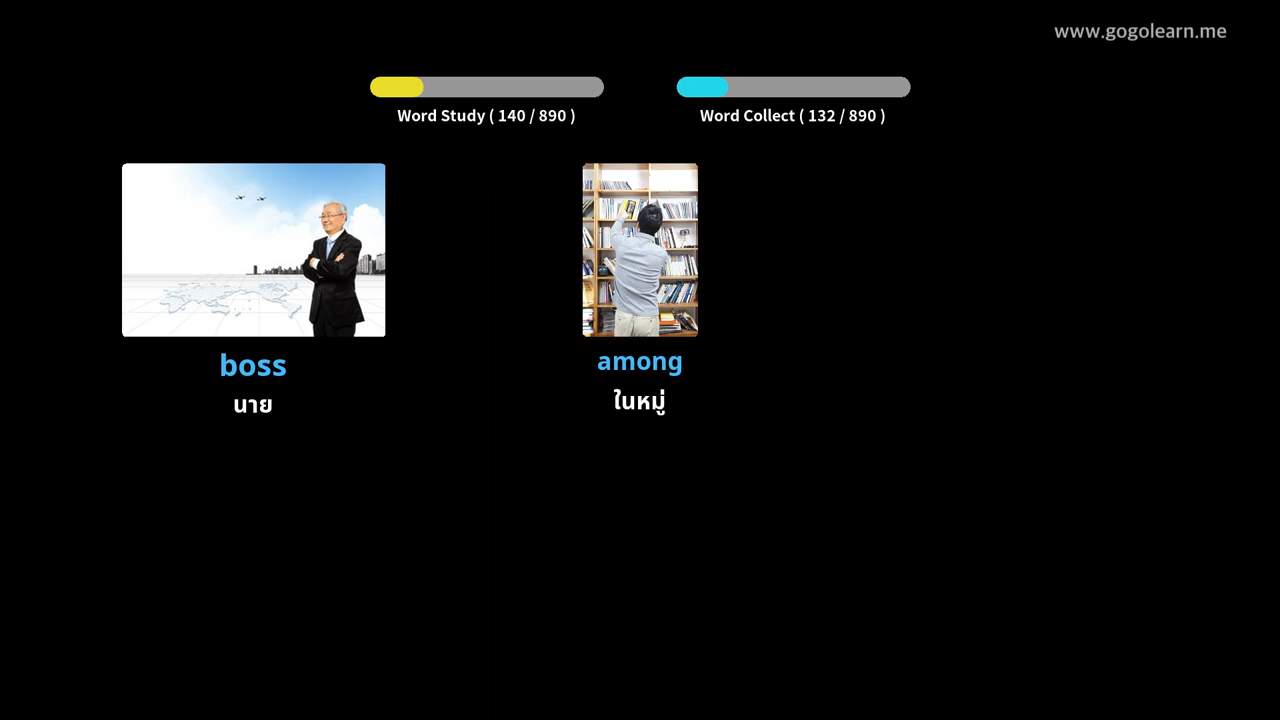 www.gogolearn.me
Word Study ( 140 / 890 )
Word Collect ( 132 / 890 )
boss
นาย
among
ในหมู่